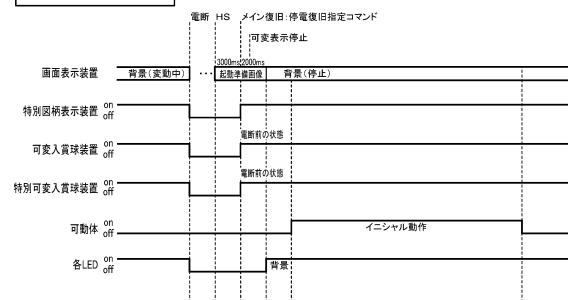 電断 HS メイン復旧:停電復旧指定コマンド
可変表示停止
3000ms 2000ms
画面表示装置 背景(変動中) ・・・ 起動準備画像 背景(停止)
特別図柄表示装置 on
off
電断前の状態
可変入賞球装置 on
off
電断前の状態
特別可変入賞球装置 on
off
可動体 on
off
イニシャル動作
各LED on
off
背景